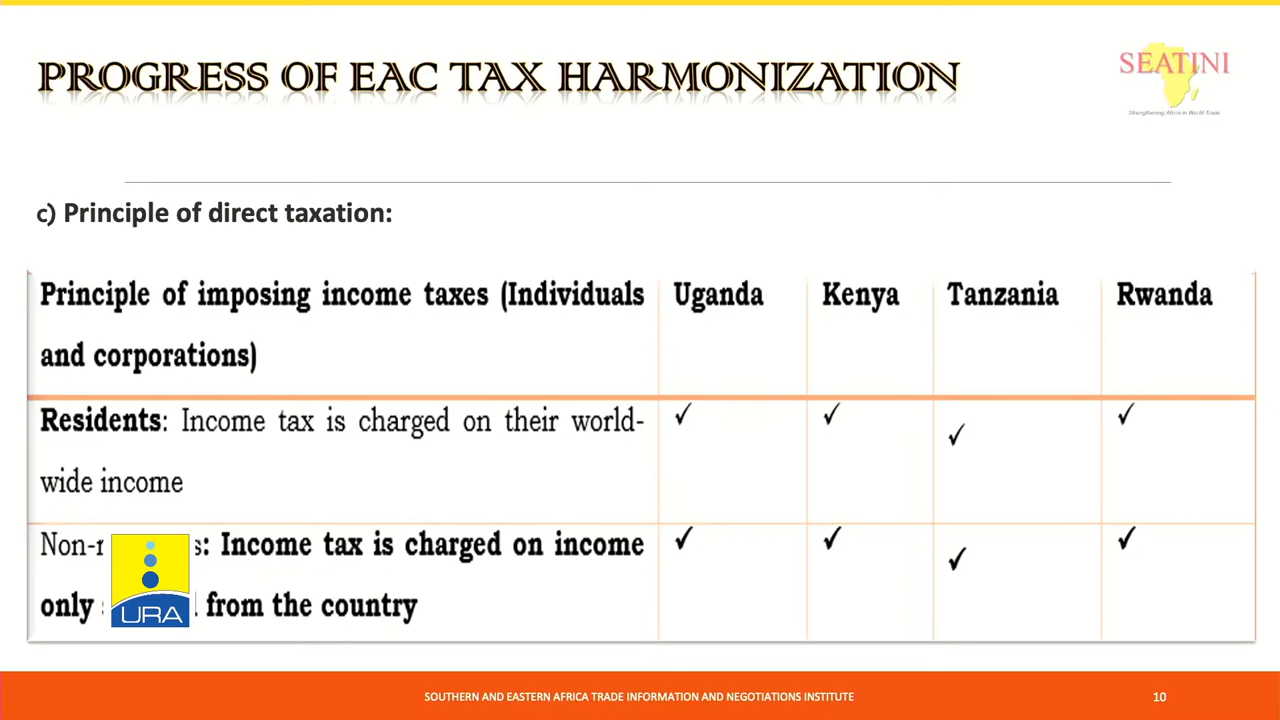 PROGRESS OF EAC TAX HARMONIZATION
SEATINI
Strengthening Africa in World Trade
c) Principle of direct taxation:
Principle of imposing income taxes (Individuals and corporations) Uganda Kenya Tanzania Rwanda
Residents: Income tax is charged on their world-
wide income
✓ ✓ ✓ ✓
: Income tax is charged on income
only from the country
✓ ✓ ✓ ✓
URA
SOUTHERN AND EASTERN AFRICA TRADE INFORMATION AND NEGOTIATIONS INSTITUTE
10